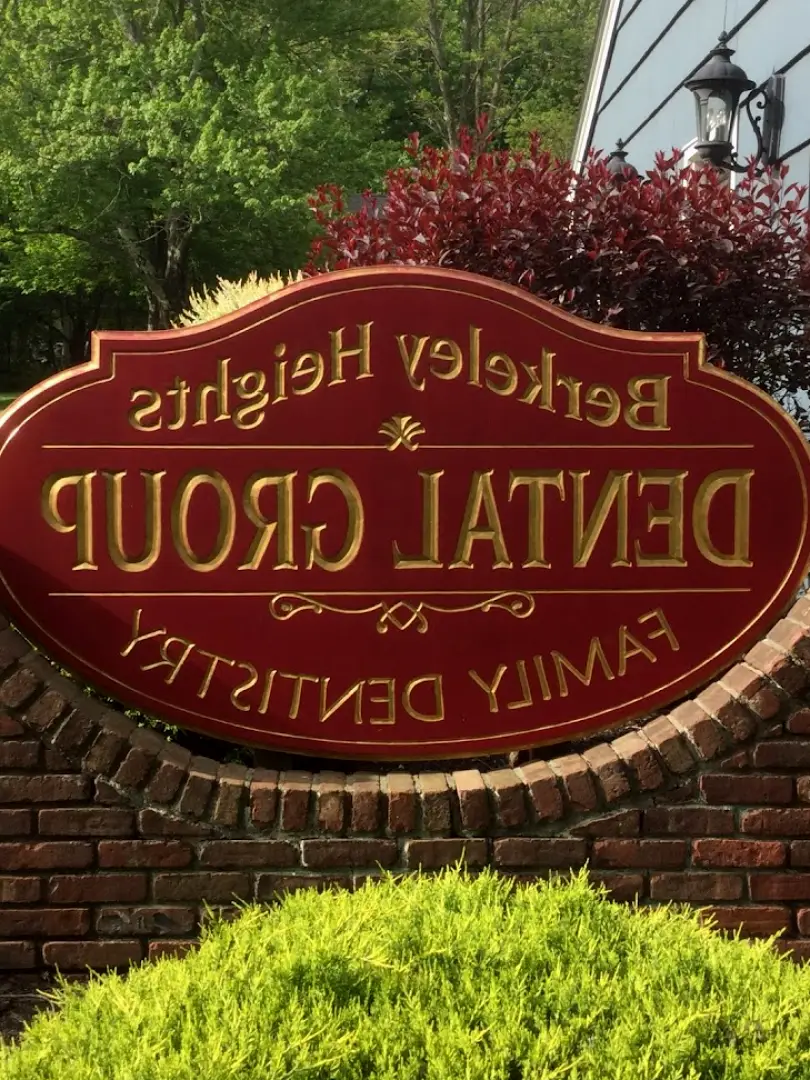 Berkeley Heights
DENTAL GROUP
FAMILY DENTISTRY